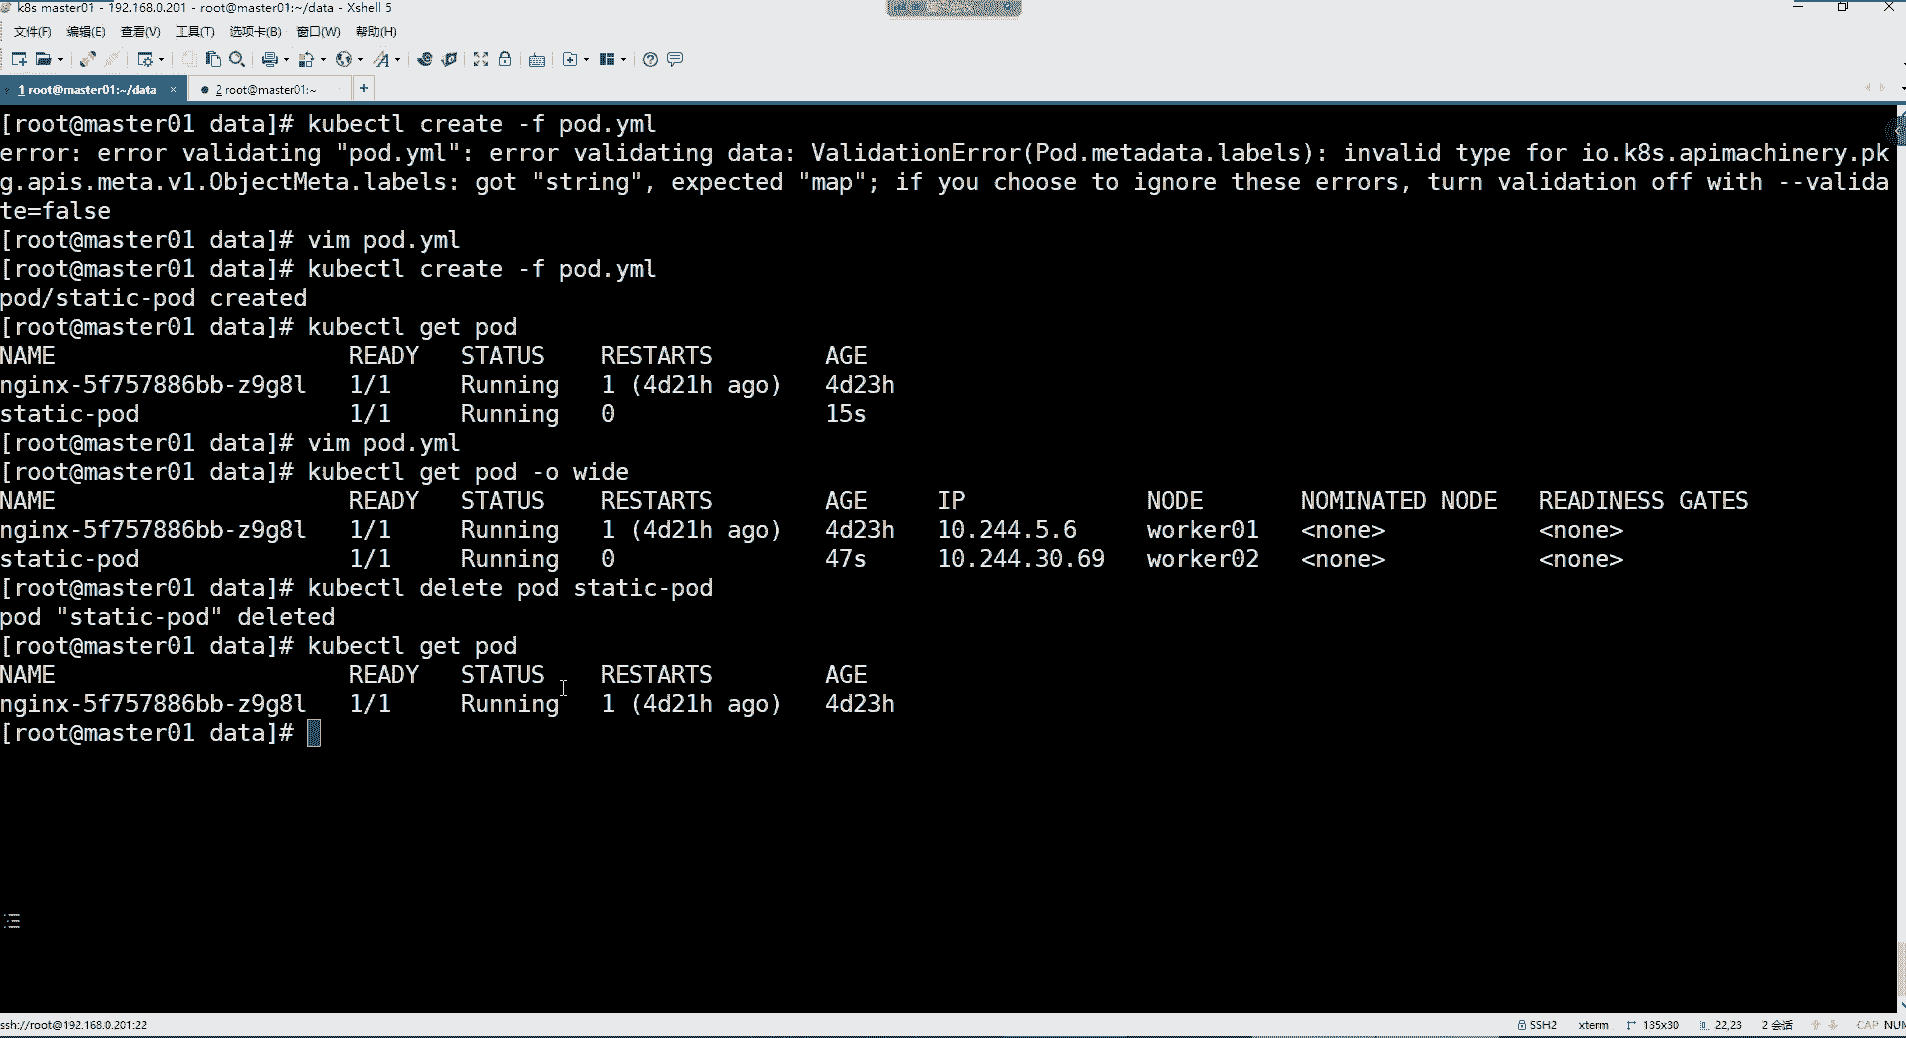 k8s master01 - 192.168.0.201 - root@master01:~/data - Xshell 5
文件(F) 编辑(E) 查看(V) 工具(T) 选项卡(B) 窗口(W) 帮助(H)
1 root@master01:~/data × 2 root@master01:~ +
[root@master01 data]# kubectl create -f pod.yml
error: error validating "pod.yml": error validating data: ValidationError(Pod.metadata.labels): invalid type for io.k8s.apimachinery.pk
g.apis.meta.v1.ObjectMeta.labels: got "string", expected "map"; if you choose to ignore these errors, turn validation off with --valida
te=false
[root@master01 data]# vim pod.yml
[root@master01 data]# kubectl create -f pod.yml
pod/static-pod created
[root@master01 data]# kubectl get pod
NAME READY STATUS RESTARTS AGE
nginx-5f757886bb-z9g8l 1/1 Running 1 (4d21h ago) 4d23h
static-pod 1/1 Running 0 15s
[root@master01 data]# vim pod.yml
[root@master01 data]# kubectl get pod -o wide
NAME READY STATUS RESTARTS AGE IP NODE NOMINATED NODE READINESS GATES
nginx-5f757886bb-z9g8l 1/1 Running 1 (4d21h ago) 4d23h 10.244.5.6 worker01 <none> <none>
static-pod 1/1 Running 0 47s 10.244.30.69 worker02 <none> <none>
[root@master01 data]# kubectl delete pod static-pod
pod "static-pod" deleted
[root@master01 data]# kubectl get pod
NAME READY STATUS RESTARTS AGE
nginx-5f757886bb-z9g8l 1/1 Running 1 (4d21h ago) 4d23h
[root@master01 data]#
ssh://root@192.168.0.201:22 SSH2 xterm 135x30 22,23 2 会话 CAP NUM